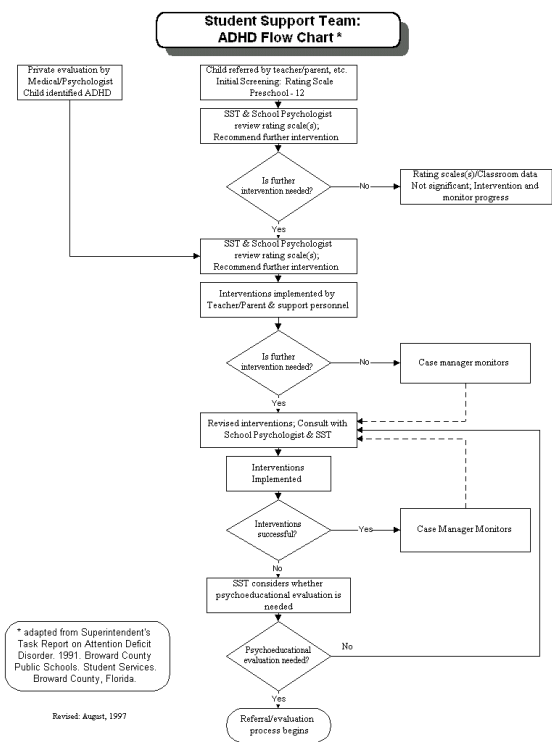 Student Support Team:
ADHD Flow Chart *
Private evaluation by
Medical/Psychologist
Child identified ADHD
Child referred by teacher/parent, etc.
Initial Screening: Rating Scale
Preschool - 12
SST & School Psychologist
review rating scale(s);
Recommend further intervention
Is further
intervention needed?
No
Rating scales(s)/Classroom data
Not significant; Intervention and
monitor progress
Yes
SST & School Psychologist
review rating scale(s);
Recommend further intervention
Interventions implemented by
Teacher/Parent & support personnel
Is further
intervention needed?
No
Case manager monitors
Yes
Revised interventions; Consult with
School Psychologist & SST
Interventions
Implemented
Interventions
successful?
Yes
Case Manager Monitors
No
SST considers whether
psychoeducational evaluation is
needed
Psychoeducational
evaluation needed?
No
Yes
Referral/evaluation
process begins
* adapted from Superintendent's
Task Report on Attention Deficit
Disorder. 1991. Broward County
Public Schools. Student Services.
Broward County, Florida.
Revised: August, 1997